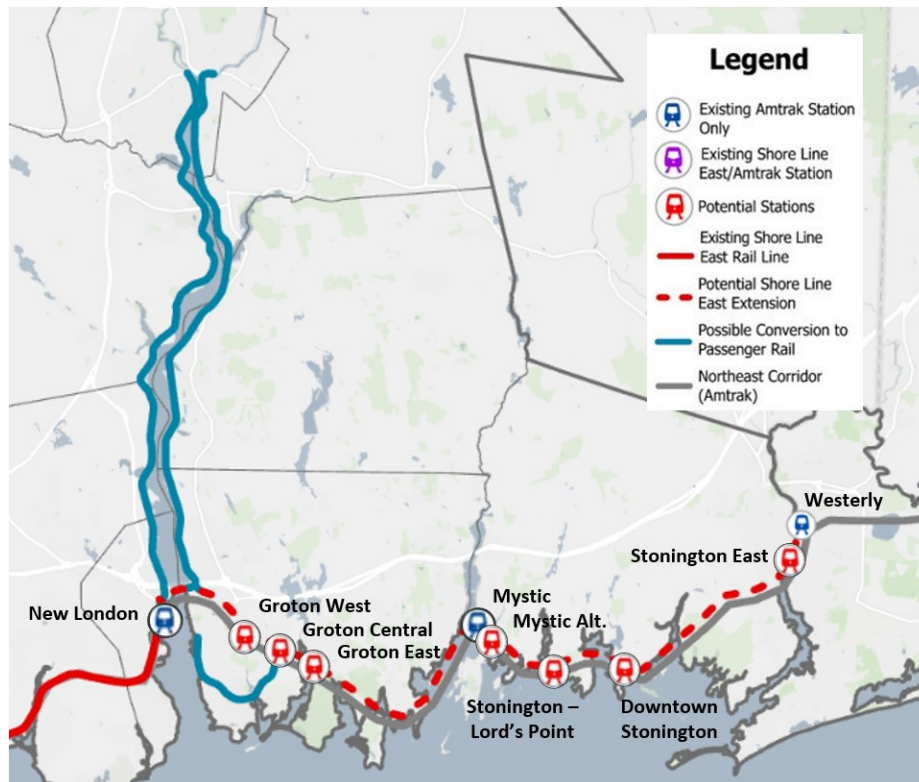 Legend
Existing Amtrak Station
Only
Existing Shore Line
East/Amtrak Station
Potential Stations
Existing Shore Line
East Rail Line
Potential Shore Line
East Extension
Possible Conversion to
Passenger Rail
Northeast Corridor
(Amtrak)
Westerly
Stonington East
New London
Groton West
Groton Central
Groton East
Mystic
Mystic Alt.
Stonington –
Lord's Point
Downtown
Stonington